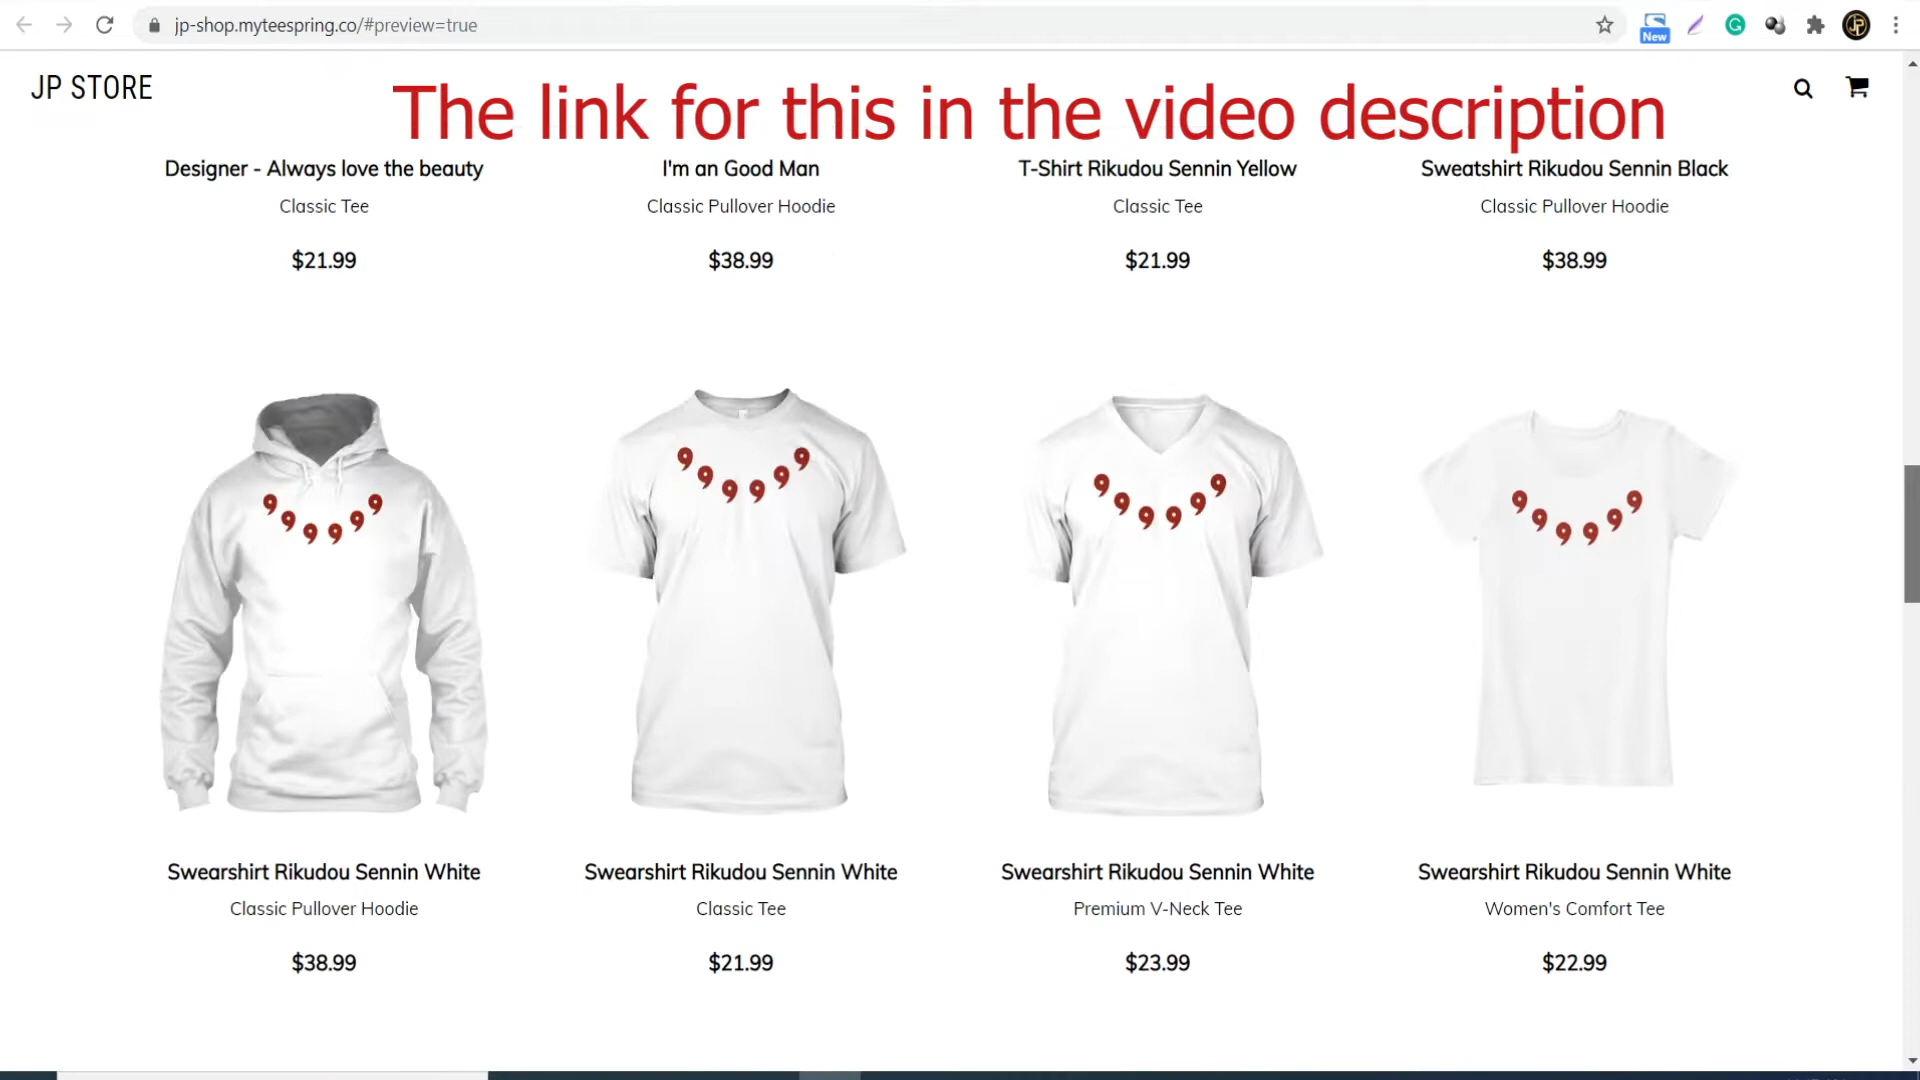 jp-shop.myteespring.co/#preview=true
New
JP STORE
The link for this in the video description
Designer - Always love the beauty
Classic Tee
$21.99
I'm an Good Man
Classic Pullover Hoodie
$38.99
T-Shirt Rikudou Sennin Yellow
Classic Tee
$21.99
Sweatshirt Rikudou Sennin Black
Classic Pullover Hoodie
$38.99
Swearshirt Rikudou Sennin White
Classic Pullover Hoodie
$38.99
Swearshirt Rikudou Sennin White
Classic Tee
$21.99
Swearshirt Rikudou Sennin White
Premium V-Neck Tee
$23.99
Swearshirt Rikudou Sennin White
Women's Comfort Tee
$22.99